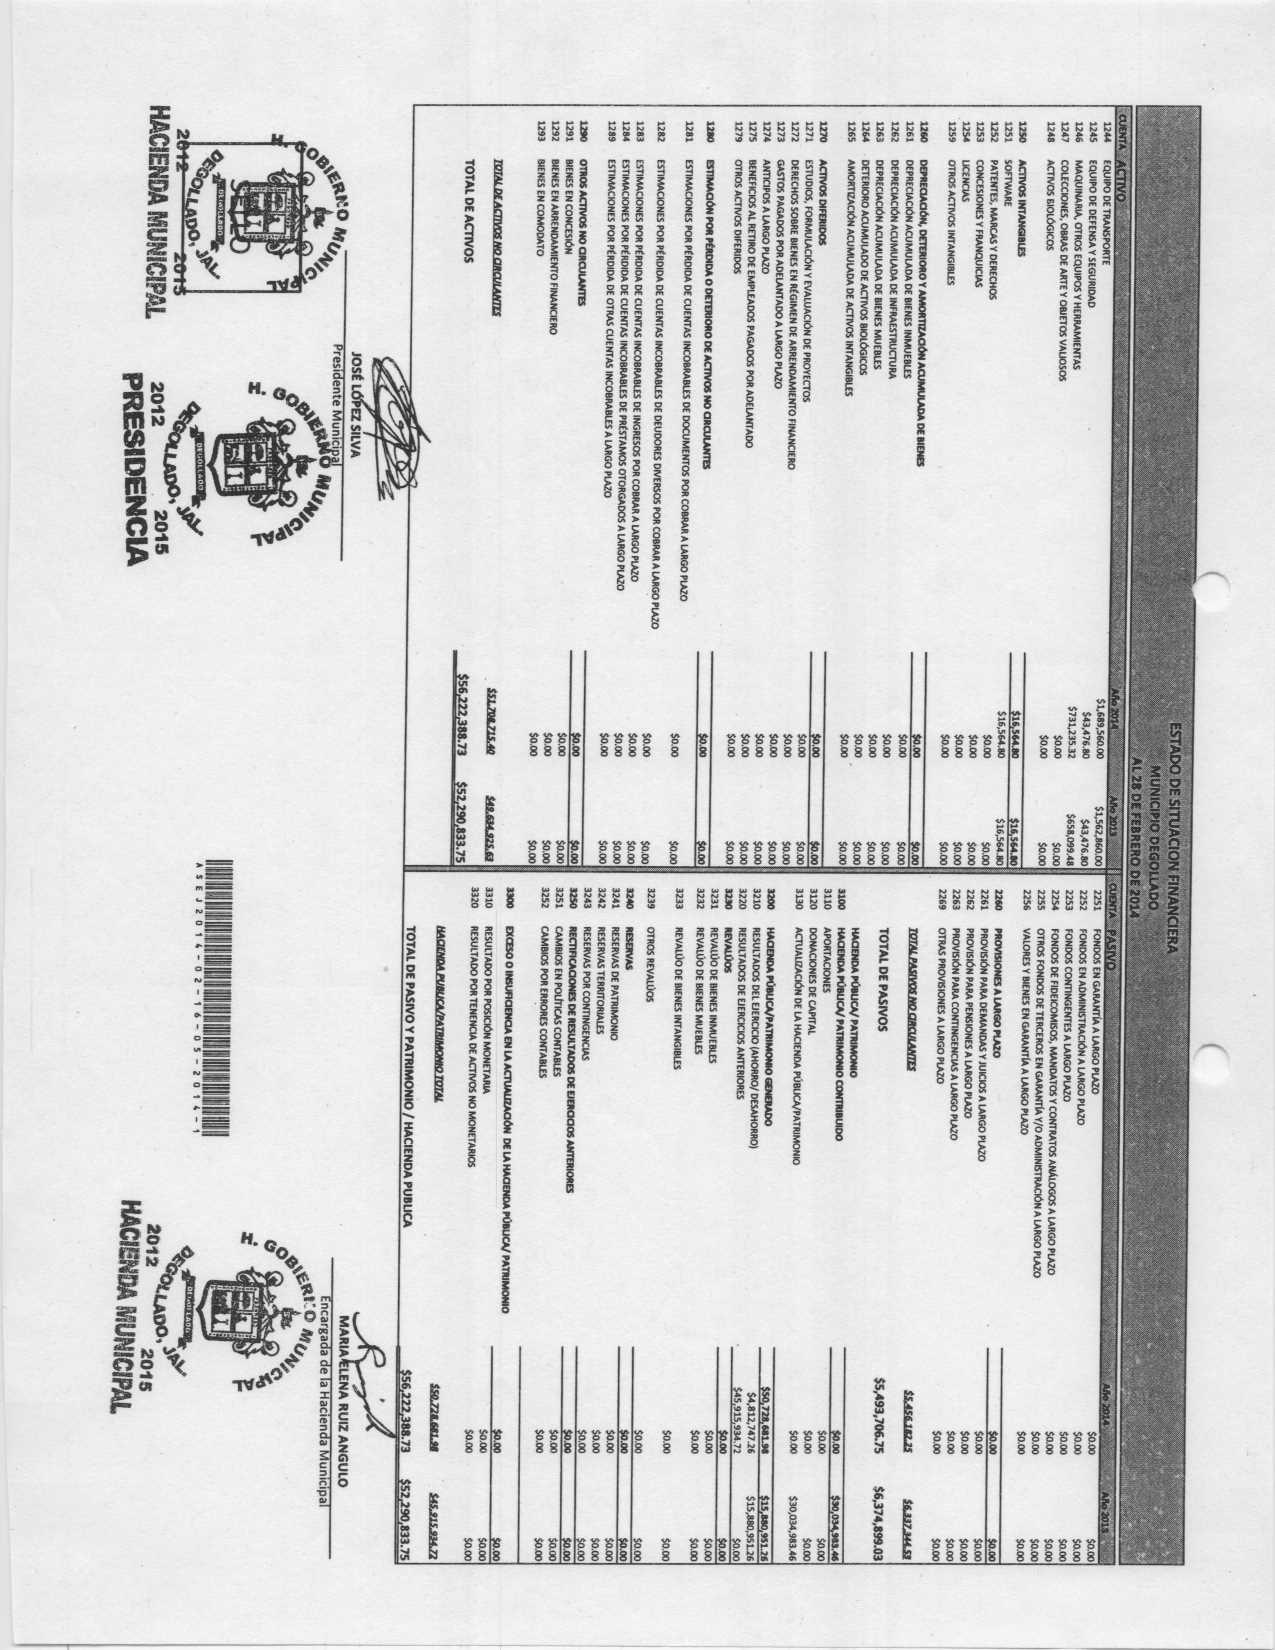 ESTADO DE SITUACION FINANCIERA
MUNICIPIO DEGOLLADO
AL 28 DE FEBRERO DE 2014
CUENTA ACTIVO Año 2014 Año 2013
1244 EQUIPO DE TRANSPORTE $1,689,560.00 $1,562,860.00
1245 EQUIPO DE DEFENSA Y SEGURIDAD $43,476.80 $43,476.80
1246 MAQUINARIA, OTROS EQUIPOS Y HERRAMIENTAS $731,235.32 $658,099.48
1247 COLECCIONES, OBRAS DE ARTE Y OBJETOS VALIOSOS $0.00 $0.00
1248 ACTIVOS BIOLÓGICOS $0.00 $0.00
1250 ACTIVOS INTANGIBLES $16,564.80 $16,564.80
1251 SOFTWARE $16,564.80 $16,564.80
1252 PATENTES, MARCAS Y DERECHOS $0.00 $0.00
1253 CONCESIONES Y FRANQUICIAS $0.00 $0.00
1254 LICENCIAS $0.00 $0.00
1259 OTROS ACTIVOS INTANGIBLES $0.00 $0.00
1260 DEPRECIACIÓN, DETERIORO Y AMORTIZACIÓN ACUMULADA DE BIENES $0.00 $0.00
1261 DEPRECIACIÓN ACUMULADA DE BIENES INMUEBLES $0.00 $0.00
1262 DEPRECIACIÓN ACUMULADA DE INFRAESTRUCTURA $0.00 $0.00
1263 DEPRECIACIÓN ACUMULADA DE BIENES MUEBLES $0.00 $0.00
1264 DETERIORO ACUMULADO DE ACTIVOS BIOLÓGICOS $0.00 $0.00
1265 AMORTIZACIÓN ACUMULADA DE ACTIVOS INTANGIBLES $0.00 $0.00
1270 ACTIVOS DIFERIDOS $0.00 $0.00
1271 ESTUDIOS, FORMULACIÓN Y EVALUACIÓN DE PROYECTOS $0.00 $0.00
1272 DERECHOS SOBRE BIENES EN RÉGIMEN DE ARRENDAMIENTO FINANCIERO $0.00 $0.00
1273 GASTOS PAGADOS POR ADELANTADO A LARGO PLAZO $0.00 $0.00
1274 ANTICIPOS A LARGO PLAZO $0.00 $0.00
1275 BENEFICIOS AL RETIRO DE EMPLEADOS PAGADOS POR ADELANTADO $0.00 $0.00
1279 OTROS ACTIVOS DIFERIDOS $0.00 $0.00
1280 ESTIMACIÓN POR PÉRDIDA O DETERIORO DE ACTIVOS NO CIRCULANTES $0.00 $0.00
1281 ESTIMACIONES POR PÉRDIDA DE CUENTAS INCOBRABLES DE DOCUMENTOS POR COBRAR A LARGO PLAZO $0.00 $0.00
1282 ESTIMACIONES POR PÉRDIDA DE CUENTAS INCOBRABLES DE DEUDORES DIVERSOS POR COBRAR A LARGO PLAZO
1283 ESTIMACIONES POR PÉRDIDA DE CUENTAS INCOBRABLES DE INGRESOS POR COBRAR A LARGO PLAZO $0.00 $0.00
1284 ESTIMACIONES POR PÉRDIDA DE CUENTAS INCOBRABLES DE PRÉSTAMOS OTORGADOS A LARGO PLAZO $0.00 $0.00
1289 ESTIMACIONES POR PÉRDIDA DE OTRAS CUENTAS INCOBRABLES A LARGO PLAZO $0.00 $0.00
1290 OTROS ACTIVOS NO CIRCULANTES $0.00 $0.00
1291 BIENES EN CONCESIÓN $0.00 $0.00
1292 BIENES EN ARRENDAMIENTO FINANCIERO $0.00 $0.00
1293 BIENES EN COMODATO $0.00 $0.00
TOTAL DE ACTIVOS NO CIRCULANTES $51,708,715.40 $49,634,925.63
TOTAL DE ACTIVOS $56,222,388.73 $52,290,833.75
CUENTA PASIVO Año 2014 Año 2013
2251 FONDOS EN GARANTÍA A LARGO PLAZO $0.00 $0.00
2252 FONDOS EN ADMINISTRACIÓN A LARGO PLAZO $0.00 $0.00
2253 FONDOS CONTINGENTES A LARGO PLAZO $0.00 $0.00
2254 FONDOS DE FIDEICOMISOS, MANDATOS Y CONTRATOS ANÁLOGOS A LARGO PLAZO $0.00 $0.00
2255 OTROS FONDOS DE TERCEROS EN GARANTÍA Y/O ADMINISTRACIÓN A LARGO PLAZO $0.00 $0.00
2256 VALORES Y BIENES EN GARANTÍA A LARGO PLAZO $0.00 $0.00
2260 PROVISIONES A LARGO PLAZO $0.00 $0.00
2261 PROVISIÓN PARA DEMANDAS Y JUICIOS A LARGO PLAZO $0.00 $0.00
2262 PROVISIÓN PARA PENSIONES A LARGO PLAZO $0.00 $0.00
2263 PROVISIÓN PARA CONTINGENCIAS A LARGO PLAZO $0.00 $0.00
2269 OTRAS PROVISIONES A LARGO PLAZO $0.00 $0.00
TOTAL PASIVOS NO CIRCULANTES $5,456,182.25 $6,337,344.53
TOTAL DE PASIVOS $5,493,706.75 $6,374,899.03
HACIENDA PÚBLICA/ PATRIMONIO
3100 HACIENDA PÚBLICA/ PATRIMONIO CONTRIBUIDO $0.00 $30,034,983.46
3110 APORTACIONES $0.00 $0.00
3120 DONACIONES DE CAPITAL $0.00 $0.00
3130 ACTUALIZACIÓN DE LA HACIENDA PÚBLICA/PATRIMONIO $0.00 $30,034,983.46
3200 HACIENDA PÚBLICA/PATRIMONIO GENERADO $50,728,681.98 $15,880,951.26
3210 RESULTADOS DEL EJERCICIO (AHORRO/ DESAHORRO) $4,812,747.26 $15,880,951.26
3220 RESULTADOS DE EJERCICIOS ANTERIORES $45,915,934.72 $0.00
3230 REVALÚOS $0.00 $0.00
3231 REVALÚO DE BIENES INMUEBLES $0.00 $0.00
3232 REVALÚO DE BIENES MUEBLES $0.00 $0.00
3233 REVALÚO DE BIENES INTANGIBLES
3239 OTROS REVALÚOS $0.00 $0.00
3240 RESERVAS $0.00 $0.00
3241 RESERVAS DE PATRIMONIO $0.00 $0.00
3242 RESERVAS TERRITORIALES $0.00 $0.00
3243 RESERVAS POR CONTINGENCIAS $0.00 $0.00
3250 RECTIFICACIONES DE RESULTADOS DE EJERCICIOS ANTERIORES $0.00 $0.00
3251 CAMBIOS EN POLÍTICAS CONTABLES $0.00 $0.00
3252 CAMBIOS POR ERRORES CONTABLES $0.00 $0.00
3300 EXCESO O INSUFICIENCIA EN LA ACTUALIZACIÓN DE LA HACIENDA PÚBLICA/ PATRIMONIO $0.00 $0.00
3310 RESULTADO POR POSICIÓN MONETARIA $0.00 $0.00
3320 RESULTADO POR TENENCIA DE ACTIVOS NO MONETARIOS $0.00 $0.00
HACIENDA PUBLICA/PATRIMONIO TOTAL $50,728,681.98 $45,915,934.72
TOTAL DE PASIVO Y PATRIMONIO / HACIENDA PUBLICA $56,222,388.73 $52,290,833.75
JOSÉ LÓPEZ SILVA
Presidente Municipal
MARIA ELENA RUIZ ANGULO
Encargada de la Hacienda Municipal
H. GOBIERNO MUNICIPAL
DEGOLLADO
DEGOLLADO, JAL.
2012 2015
HACIENDA MUNICIPAL
H. GOBIERNO MUNICIPAL
DEGOLLADO
DEGOLLADO, JAL.
2012 2015
PRESIDENCIA
ASEJ2014-02-16-05-2014-1
H. GOBIERNO MUNICIPAL
DEGOLLADO
DEGOLLADO, JAL.
2012 2015
HACIENDA MUNICIPAL